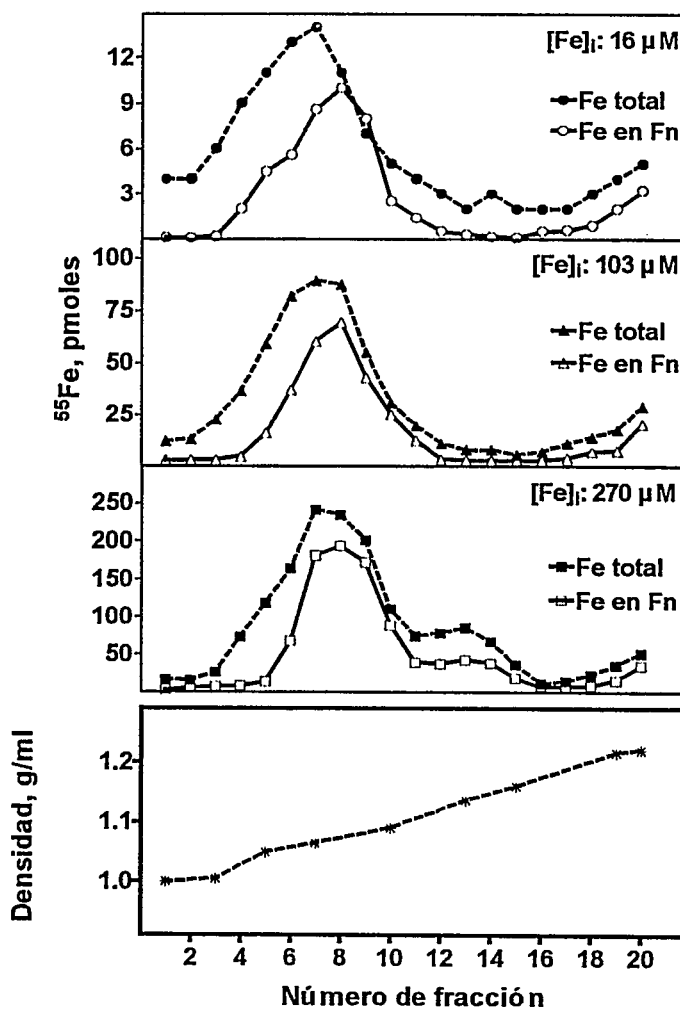 [Fe]i: 16 µM
Fe total
Fe en Fn
12
9
6
3
[Fe]i: 103 µM
Fe total
Fe en Fn
100
75
50
25
55Fe, pmoles
[Fe]i: 270 µM
Fe total
Fe en Fn
250
200
150
100
50
1.2
1.1
1.0
Densidad, g/ml
2 4 6 8 10 12 14 16 18 20
Número de fracción